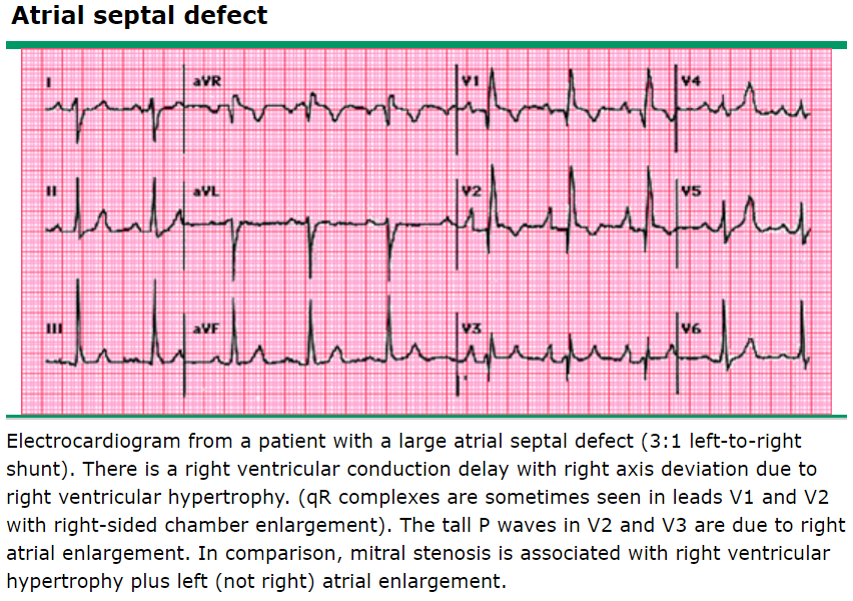 Atrial septal defect
I aVR V1 V4
II aVL V2 V5
III aVF V3 V6
Electrocardiogram from a patient with a large atrial septal defect (3:1 left-to-right
shunt). There is a right ventricular conduction delay with right axis deviation due to
right ventricular hypertrophy. (qR complexes are sometimes seen in leads V1 and V2
with right-sided chamber enlargement). The tall P waves in V2 and V3 are due to right
atrial enlargement. In comparison, mitral stenosis is associated with right ventricular
hypertrophy plus left (not right) atrial enlargement.